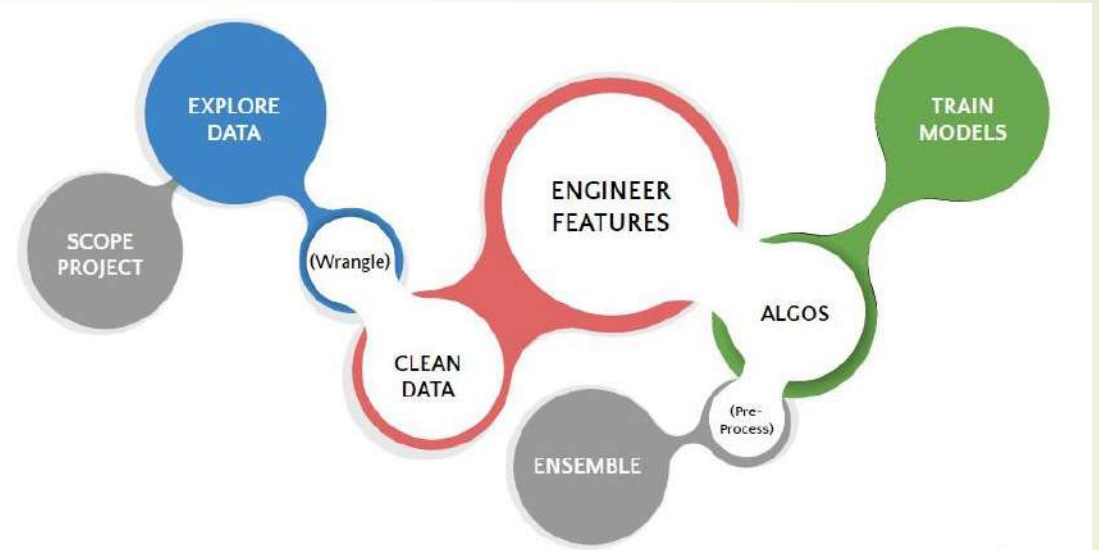 EXPLORE
DATA
SCOPE
PROJECT
(Wrangle)
CLEAN
DATA
ENGINEER
FEATURES
TRAIN
MODELS
ALGOS
(Pre-
Process)
ENSEMBLE